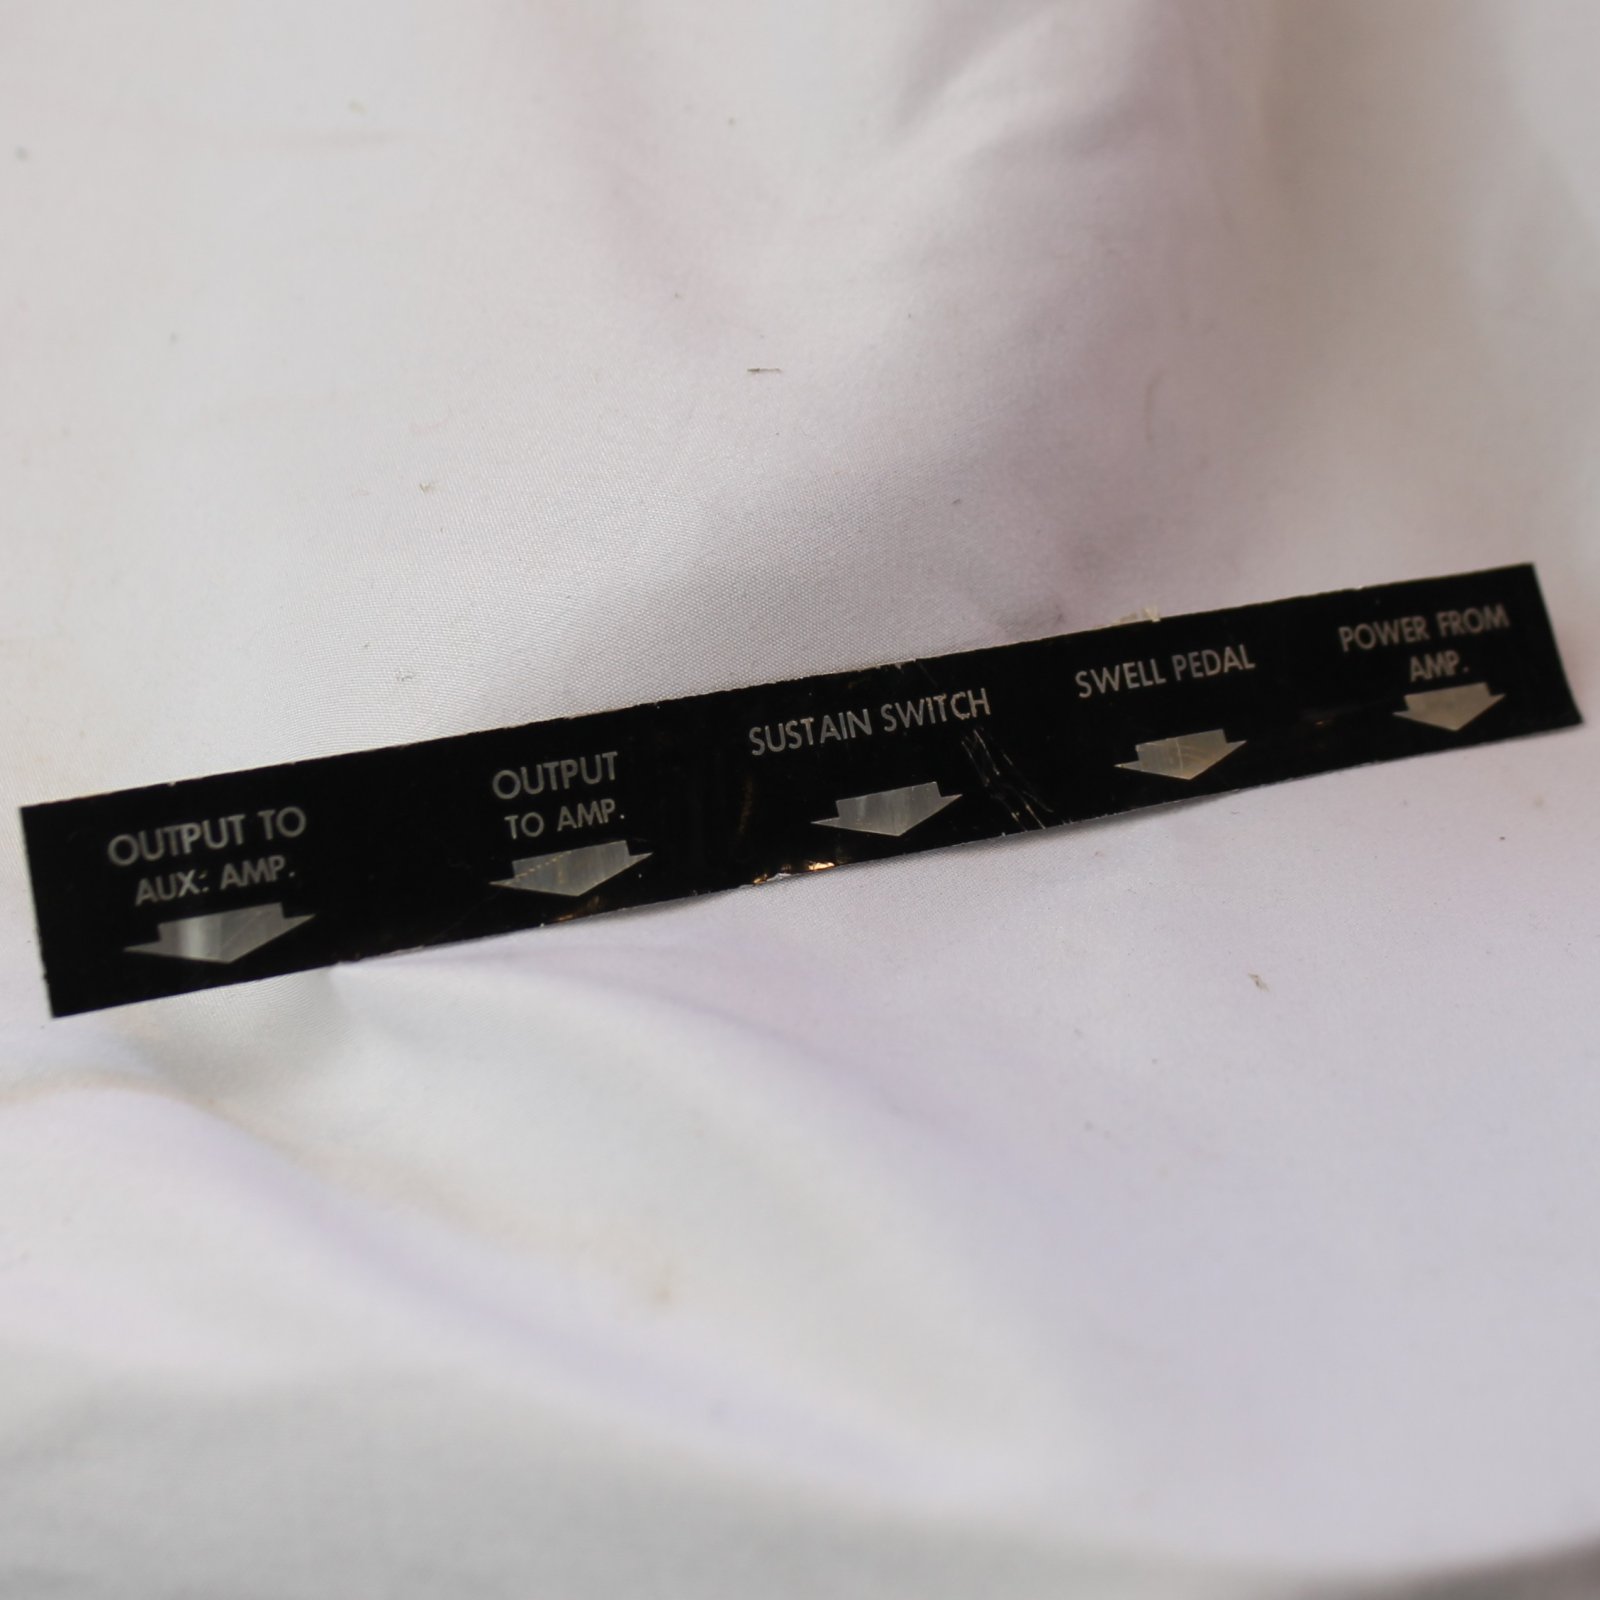 OUTPUT TO
AUX: AMP.
OUTPUT
TO AMP.
SUSTAIN SWITCH
SWELL PEDAL
POWER FROM
AMP.